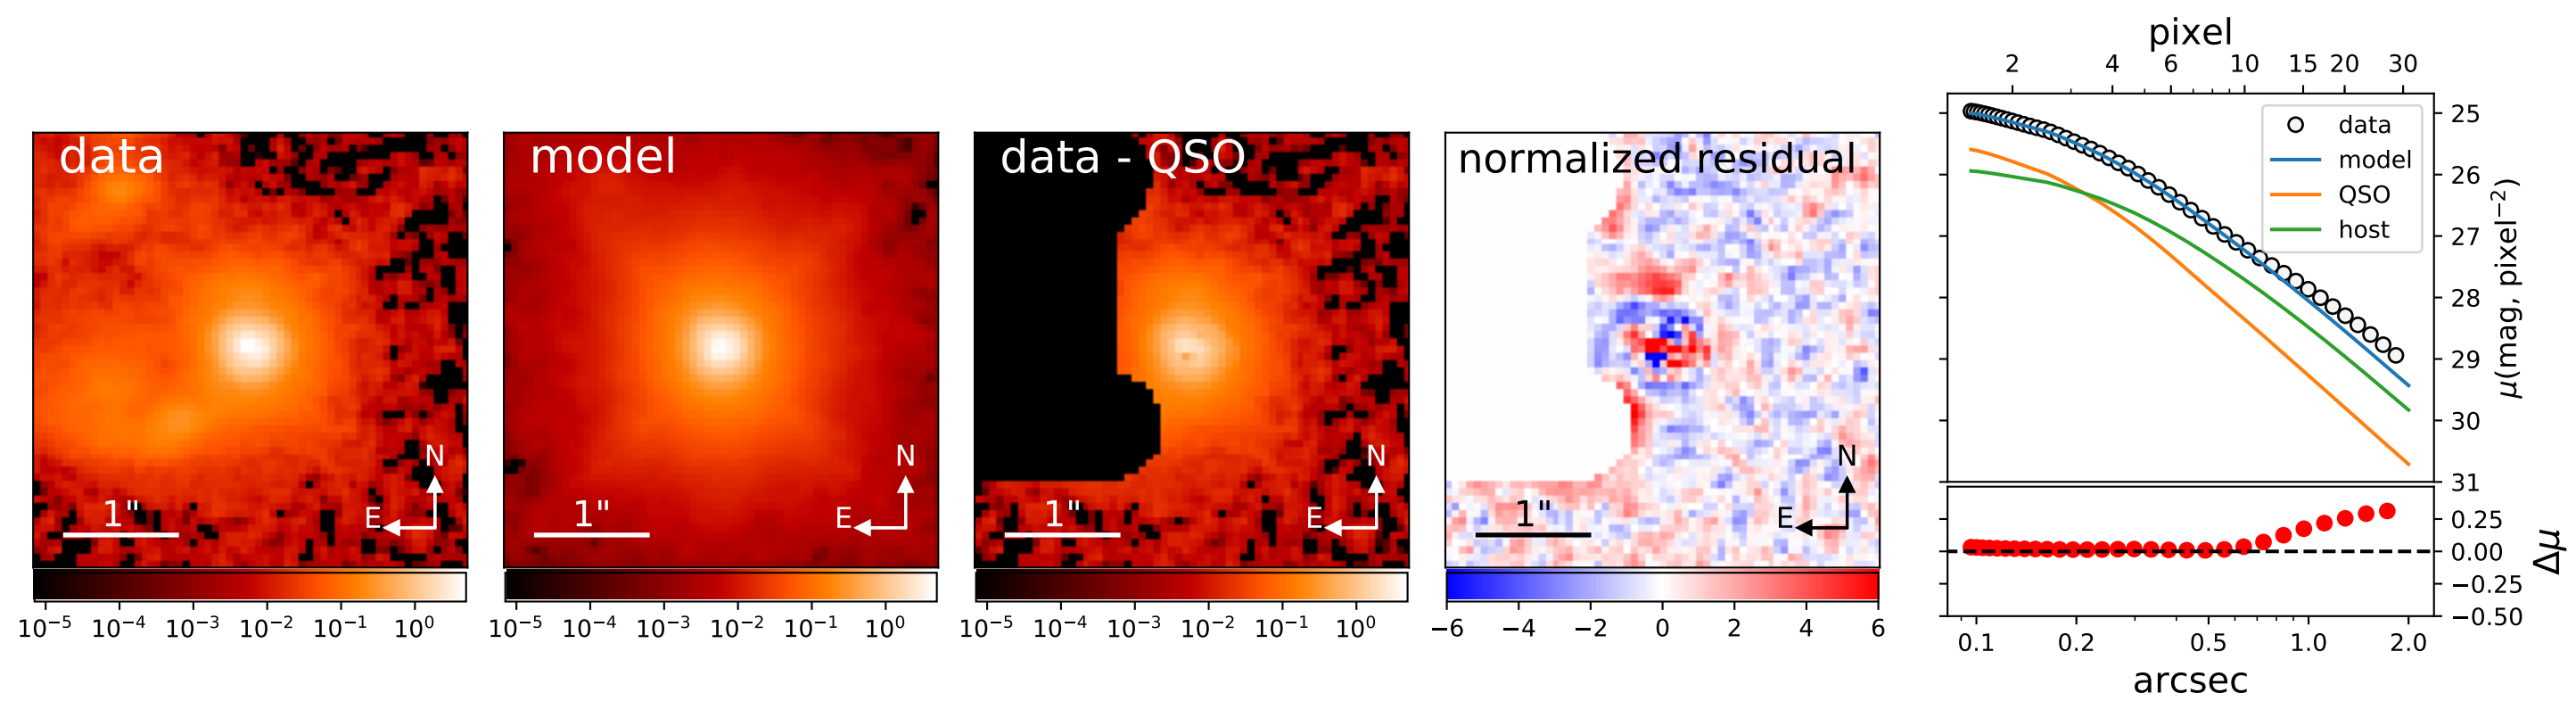 data
N
E
1"
10⁻⁵ 10⁻⁴ 10⁻³ 10⁻² 10⁻¹ 10⁰
model
N
E
1"
10⁻⁵ 10⁻⁴ 10⁻³ 10⁻² 10⁻¹ 10⁰
data - QSO
N
E
1"
10⁻⁵ 10⁻⁴ 10⁻³ 10⁻² 10⁻¹ 10⁰
normalized residual
N
E
1"
−6 −4 −2 0 2 4 6
pixel
2 4 6 10 15 20 30
data
model
QSO
host
25
26
27
28
29
30
31
μ(mag, pixel⁻²)
0.25
0.00
−0.25
−0.50
Δμ
0.1 0.2 0.5 1.0 2.0
arcsec